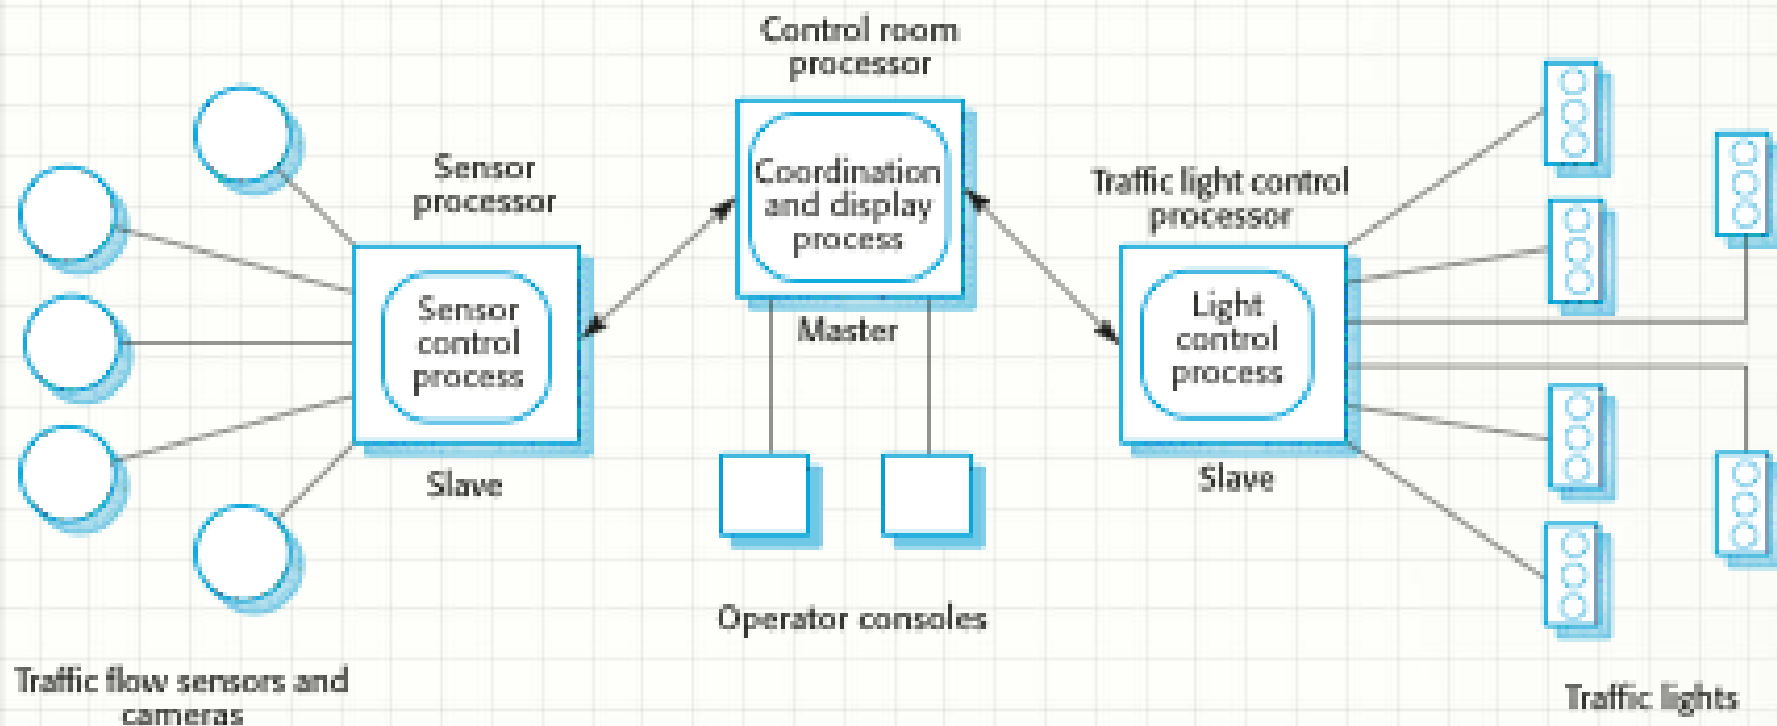 Control room
processor
Sensor
processor
Coordination
and display
process
Traffic light control
processor
Sensor
control
process
Master
Light
control
process
Slave
Slave
Operator consoles
Traffic flow sensors and
cameras
Traffic lights